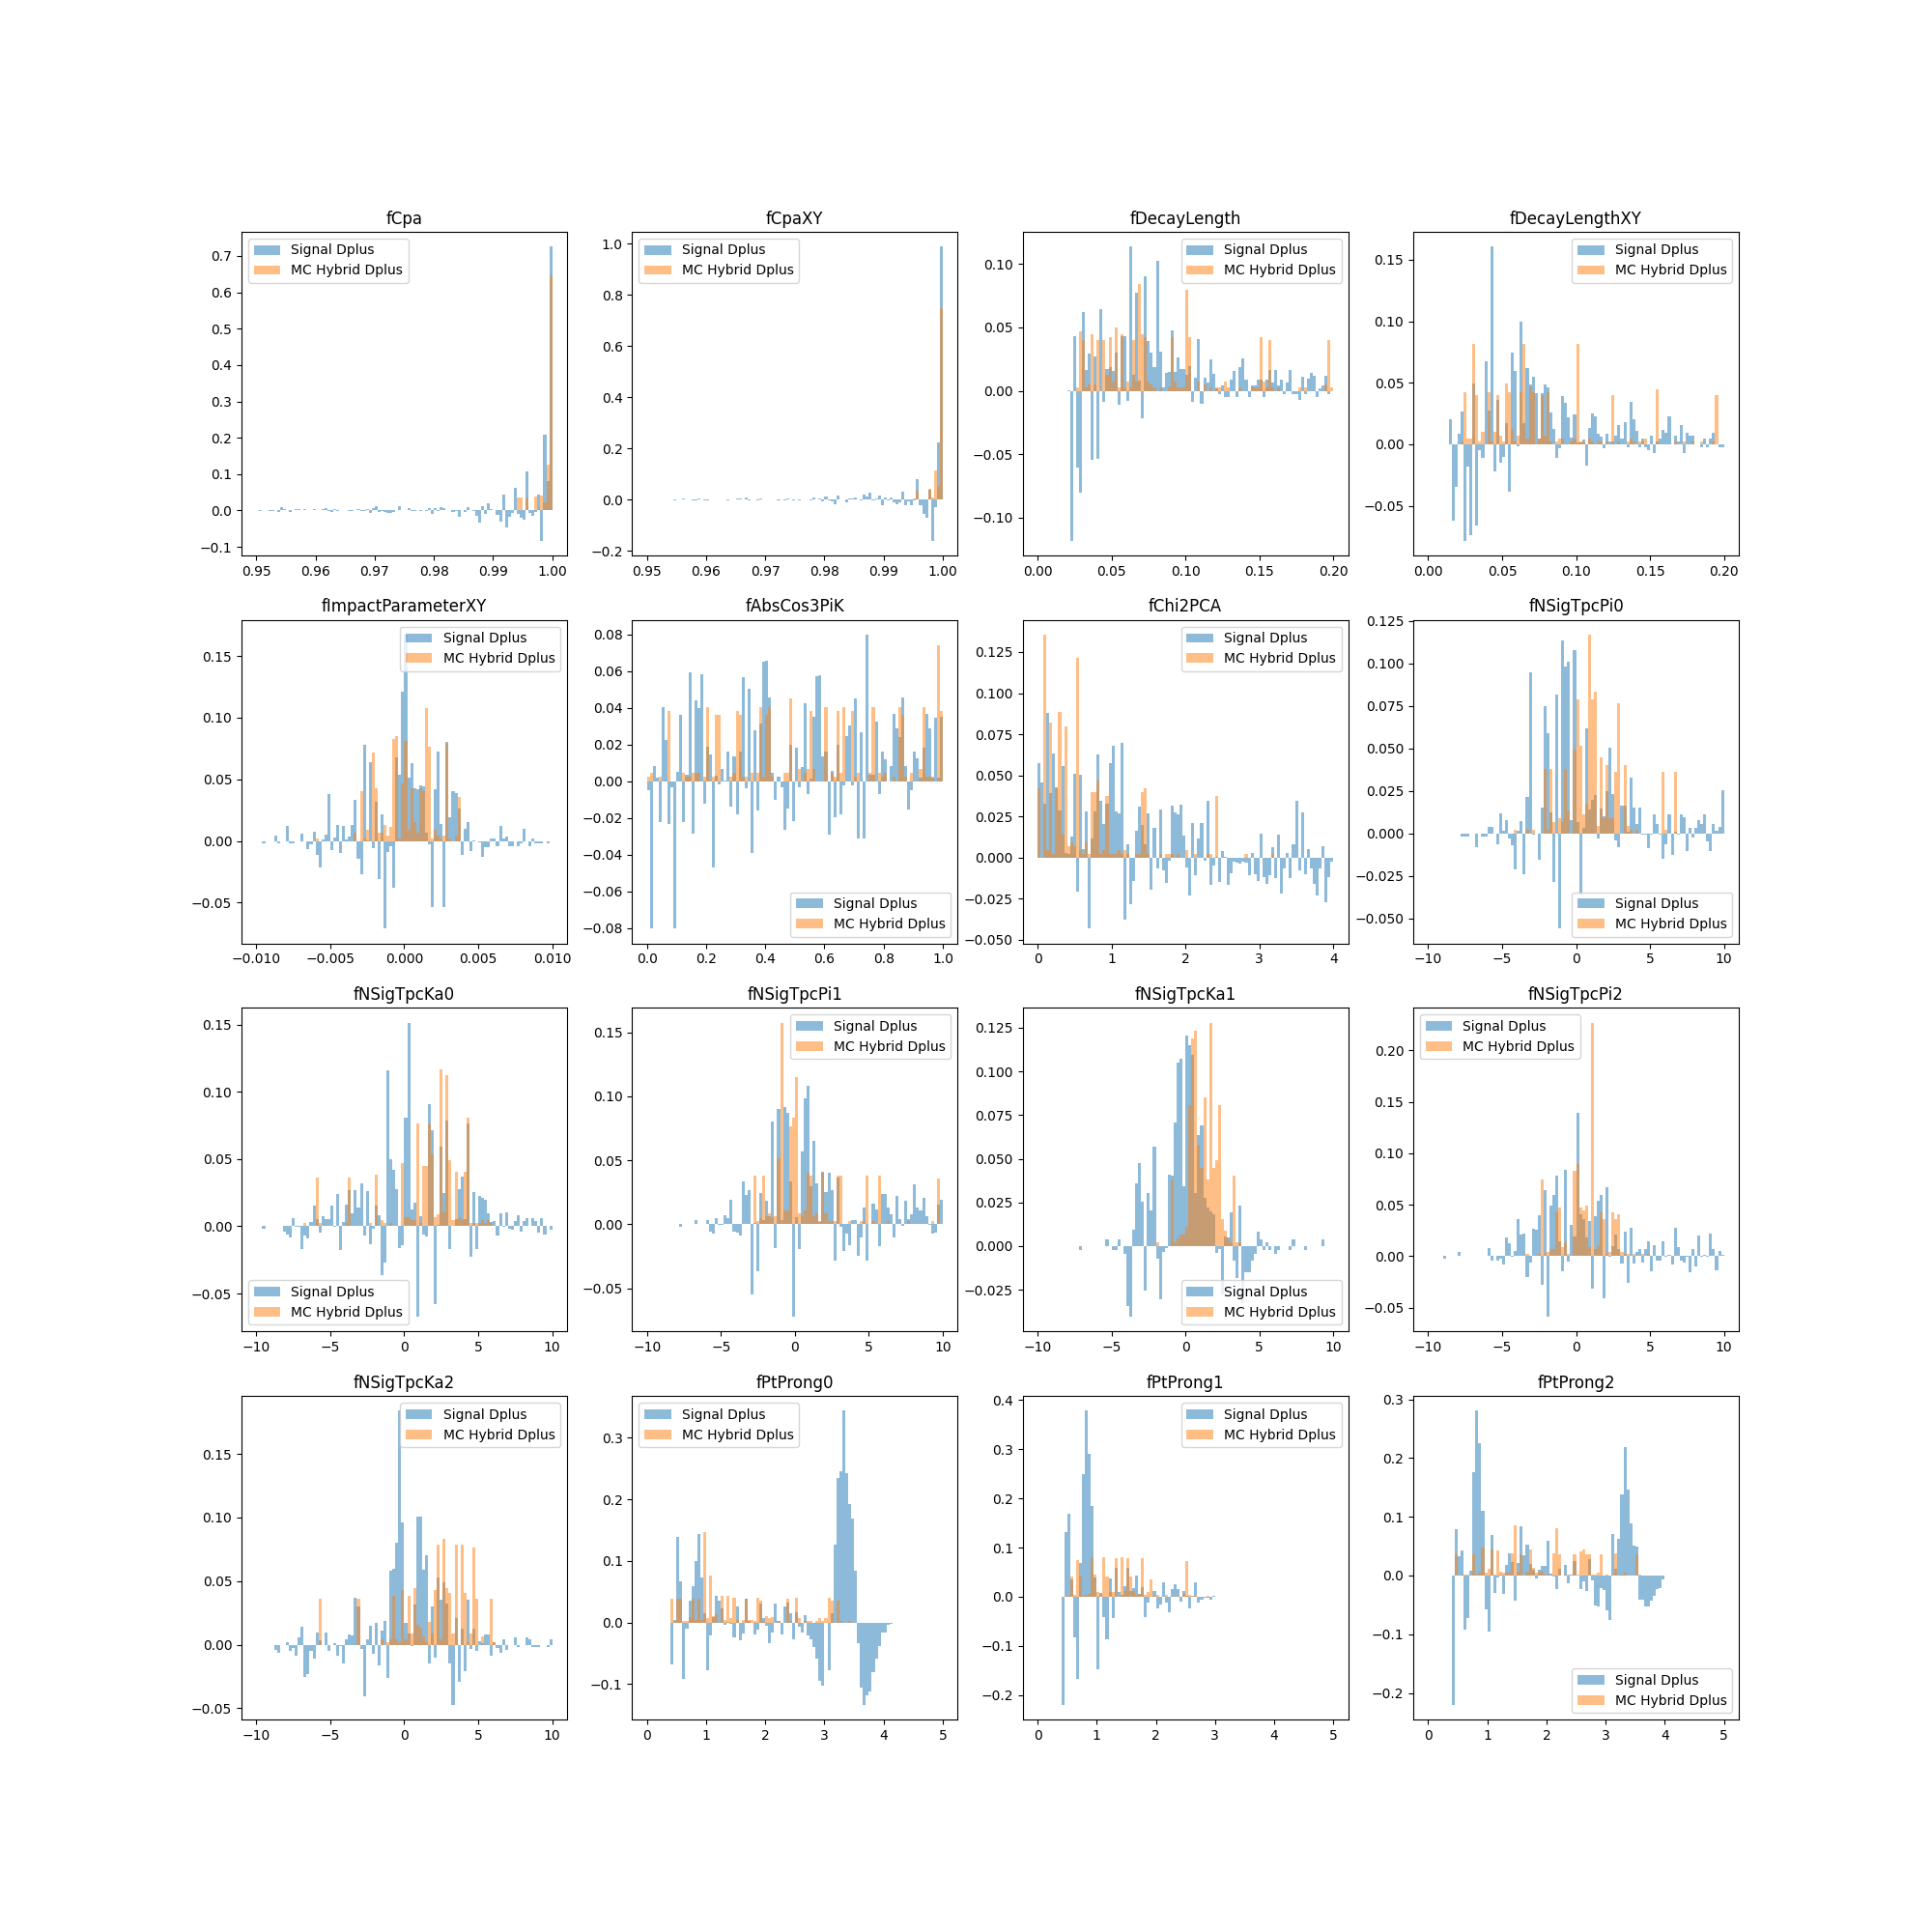 fCpa
Signal Dplus
MC Hybrid Dplus
0.7
0.6
0.5
0.4
0.3
0.2
0.1
0.0
−0.1
0.95 0.96 0.97 0.98 0.99 1.00
fCpaXY
Signal Dplus
MC Hybrid Dplus
1.0
0.8
0.6
0.4
0.2
0.0
−0.2
0.95 0.96 0.97 0.98 0.99 1.00
fDecayLength
Signal Dplus
MC Hybrid Dplus
0.10
0.05
0.00
−0.05
−0.10
0.00 0.05 0.10 0.15 0.20
fDecayLengthXY
Signal Dplus
MC Hybrid Dplus
0.15
0.10
0.05
0.00
−0.05
0.00 0.05 0.10 0.15 0.20
fImpactParameterXY
Signal Dplus
MC Hybrid Dplus
0.15
0.10
0.05
0.00
−0.05
−0.010 −0.005 0.000 0.005 0.010
fAbsCos3PiK
0.08
0.06
0.04
0.02
0.00
−0.02
−0.04
−0.06
−0.08
Signal Dplus
MC Hybrid Dplus
0.0 0.2 0.4 0.6 0.8 1.0
fChi2PCA
Signal Dplus
MC Hybrid Dplus
0.125
0.100
0.075
0.050
0.025
0.000
−0.025
−0.050
0 1 2 3 4
fNSigTpcPi0
0.125
0.100
0.075
0.050
0.025
0.000
−0.025
−0.050
Signal Dplus
MC Hybrid Dplus
−10 −5 0 5 10
fNSigTpcKa0
0.15
0.10
0.05
0.00
−0.05
Signal Dplus
MC Hybrid Dplus
−10 −5 0 5 10
fNSigTpcPi1
Signal Dplus
MC Hybrid Dplus
0.15
0.10
0.05
0.00
−0.05
−10 −5 0 5 10
fNSigTpcKa1
0.125
0.100
0.075
0.050
0.025
0.000
−0.025
Signal Dplus
MC Hybrid Dplus
−10 −5 0 5 10
fNSigTpcPi2
Signal Dplus
MC Hybrid Dplus
0.20
0.15
0.10
0.05
0.00
−0.05
−10 −5 0 5 10
fNSigTpcKa2
Signal Dplus
MC Hybrid Dplus
0.15
0.10
0.05
0.00
−0.05
−10 −5 0 5 10
fPtProng0
Signal Dplus
MC Hybrid Dplus
0.3
0.2
0.1
0.0
−0.1
0 1 2 3 4 5
fPtProng1
Signal Dplus
MC Hybrid Dplus
0.4
0.3
0.2
0.1
0.0
−0.1
−0.2
0 1 2 3 4 5
fPtProng2
0.3
0.2
0.1
0.0
−0.1
−0.2
Signal Dplus
MC Hybrid Dplus
0 1 2 3 4 5